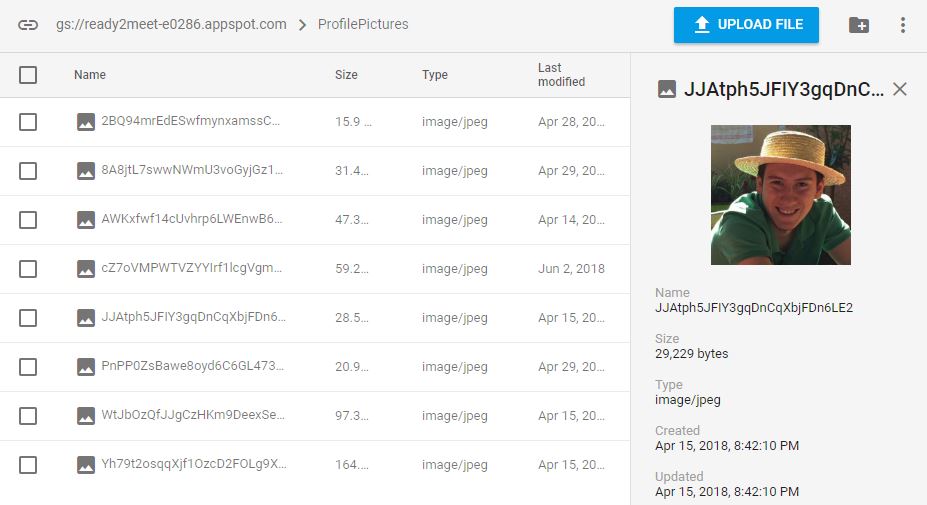 gs://ready2meet-e0286.appspot.com > ProfilePictures UPLOAD FILE
Name Size Type Last modified
2BQ94mrEdESwfmynxamssC... 15.9 ... image/jpeg Apr 28, 20...
8A8jtL7swwNWmU3voGyjGz1... 31.4... image/jpeg Apr 29, 20...
AWKxfwf14cUvhrp6LWEnwB6... 47.3... image/jpeg Apr 14, 20...
cZ7oVMPWTVZYYIrf1lcgVgm... 59.2... image/jpeg Jun 2, 2018
JJAtph5JFIY3gqDnCqXbjFDn6... 28.5... image/jpeg Apr 15, 20...
PnPP0ZsBawe8oyd6C6GL473... 20.9... image/jpeg Apr 29, 20...
WtJbOzQfJJgCzHKm9DeexSe... 97.3... image/jpeg Apr 15, 20...
Yh79t2osqqXjf1OzcD2FOLg9X... 164.... image/jpeg Apr 15, 20...
JJAtph5JFIY3gqDnC...
Name
JJAtph5JFIY3gqDnCqXbjFDn6LE2
Size
29,229 bytes
Type
image/jpeg
Created
Apr 15, 2018, 8:42:10 PM
Updated
Apr 15, 2018, 8:42:10 PM